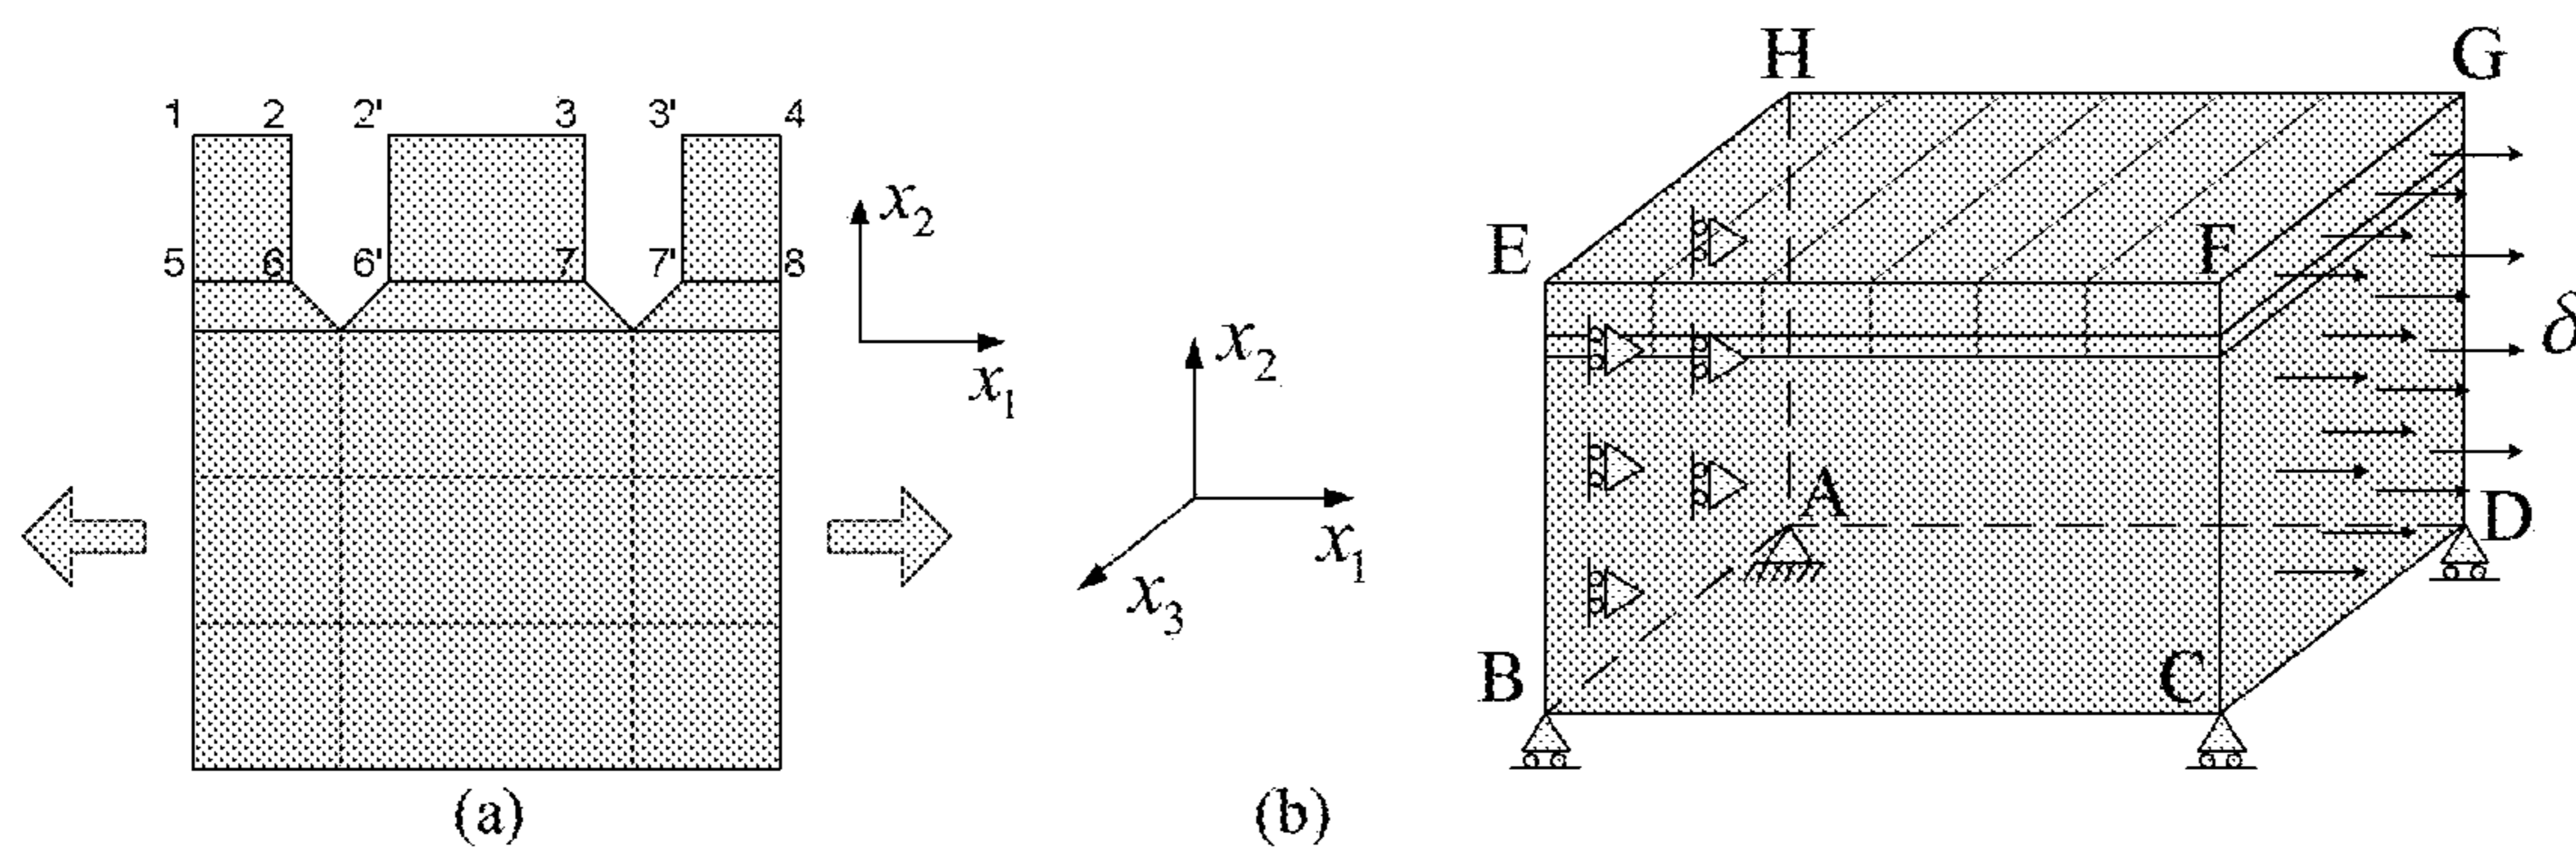 H G
1 2 2' 3 3' 4
x₂
E F
5 6 6' 7 7' 8
x₂ δ
x₁
A D
x₁
x₃
B C
(a) (b)